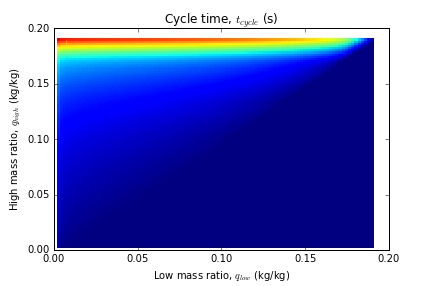 Cycle time, t_cycle (s)
High mass ratio, q_high (kg/kg)
0.20
0.15
0.10
0.05
0.00
0.00 0.05 0.10 0.15 0.20
Low mass ratio, q_low (kg/kg)